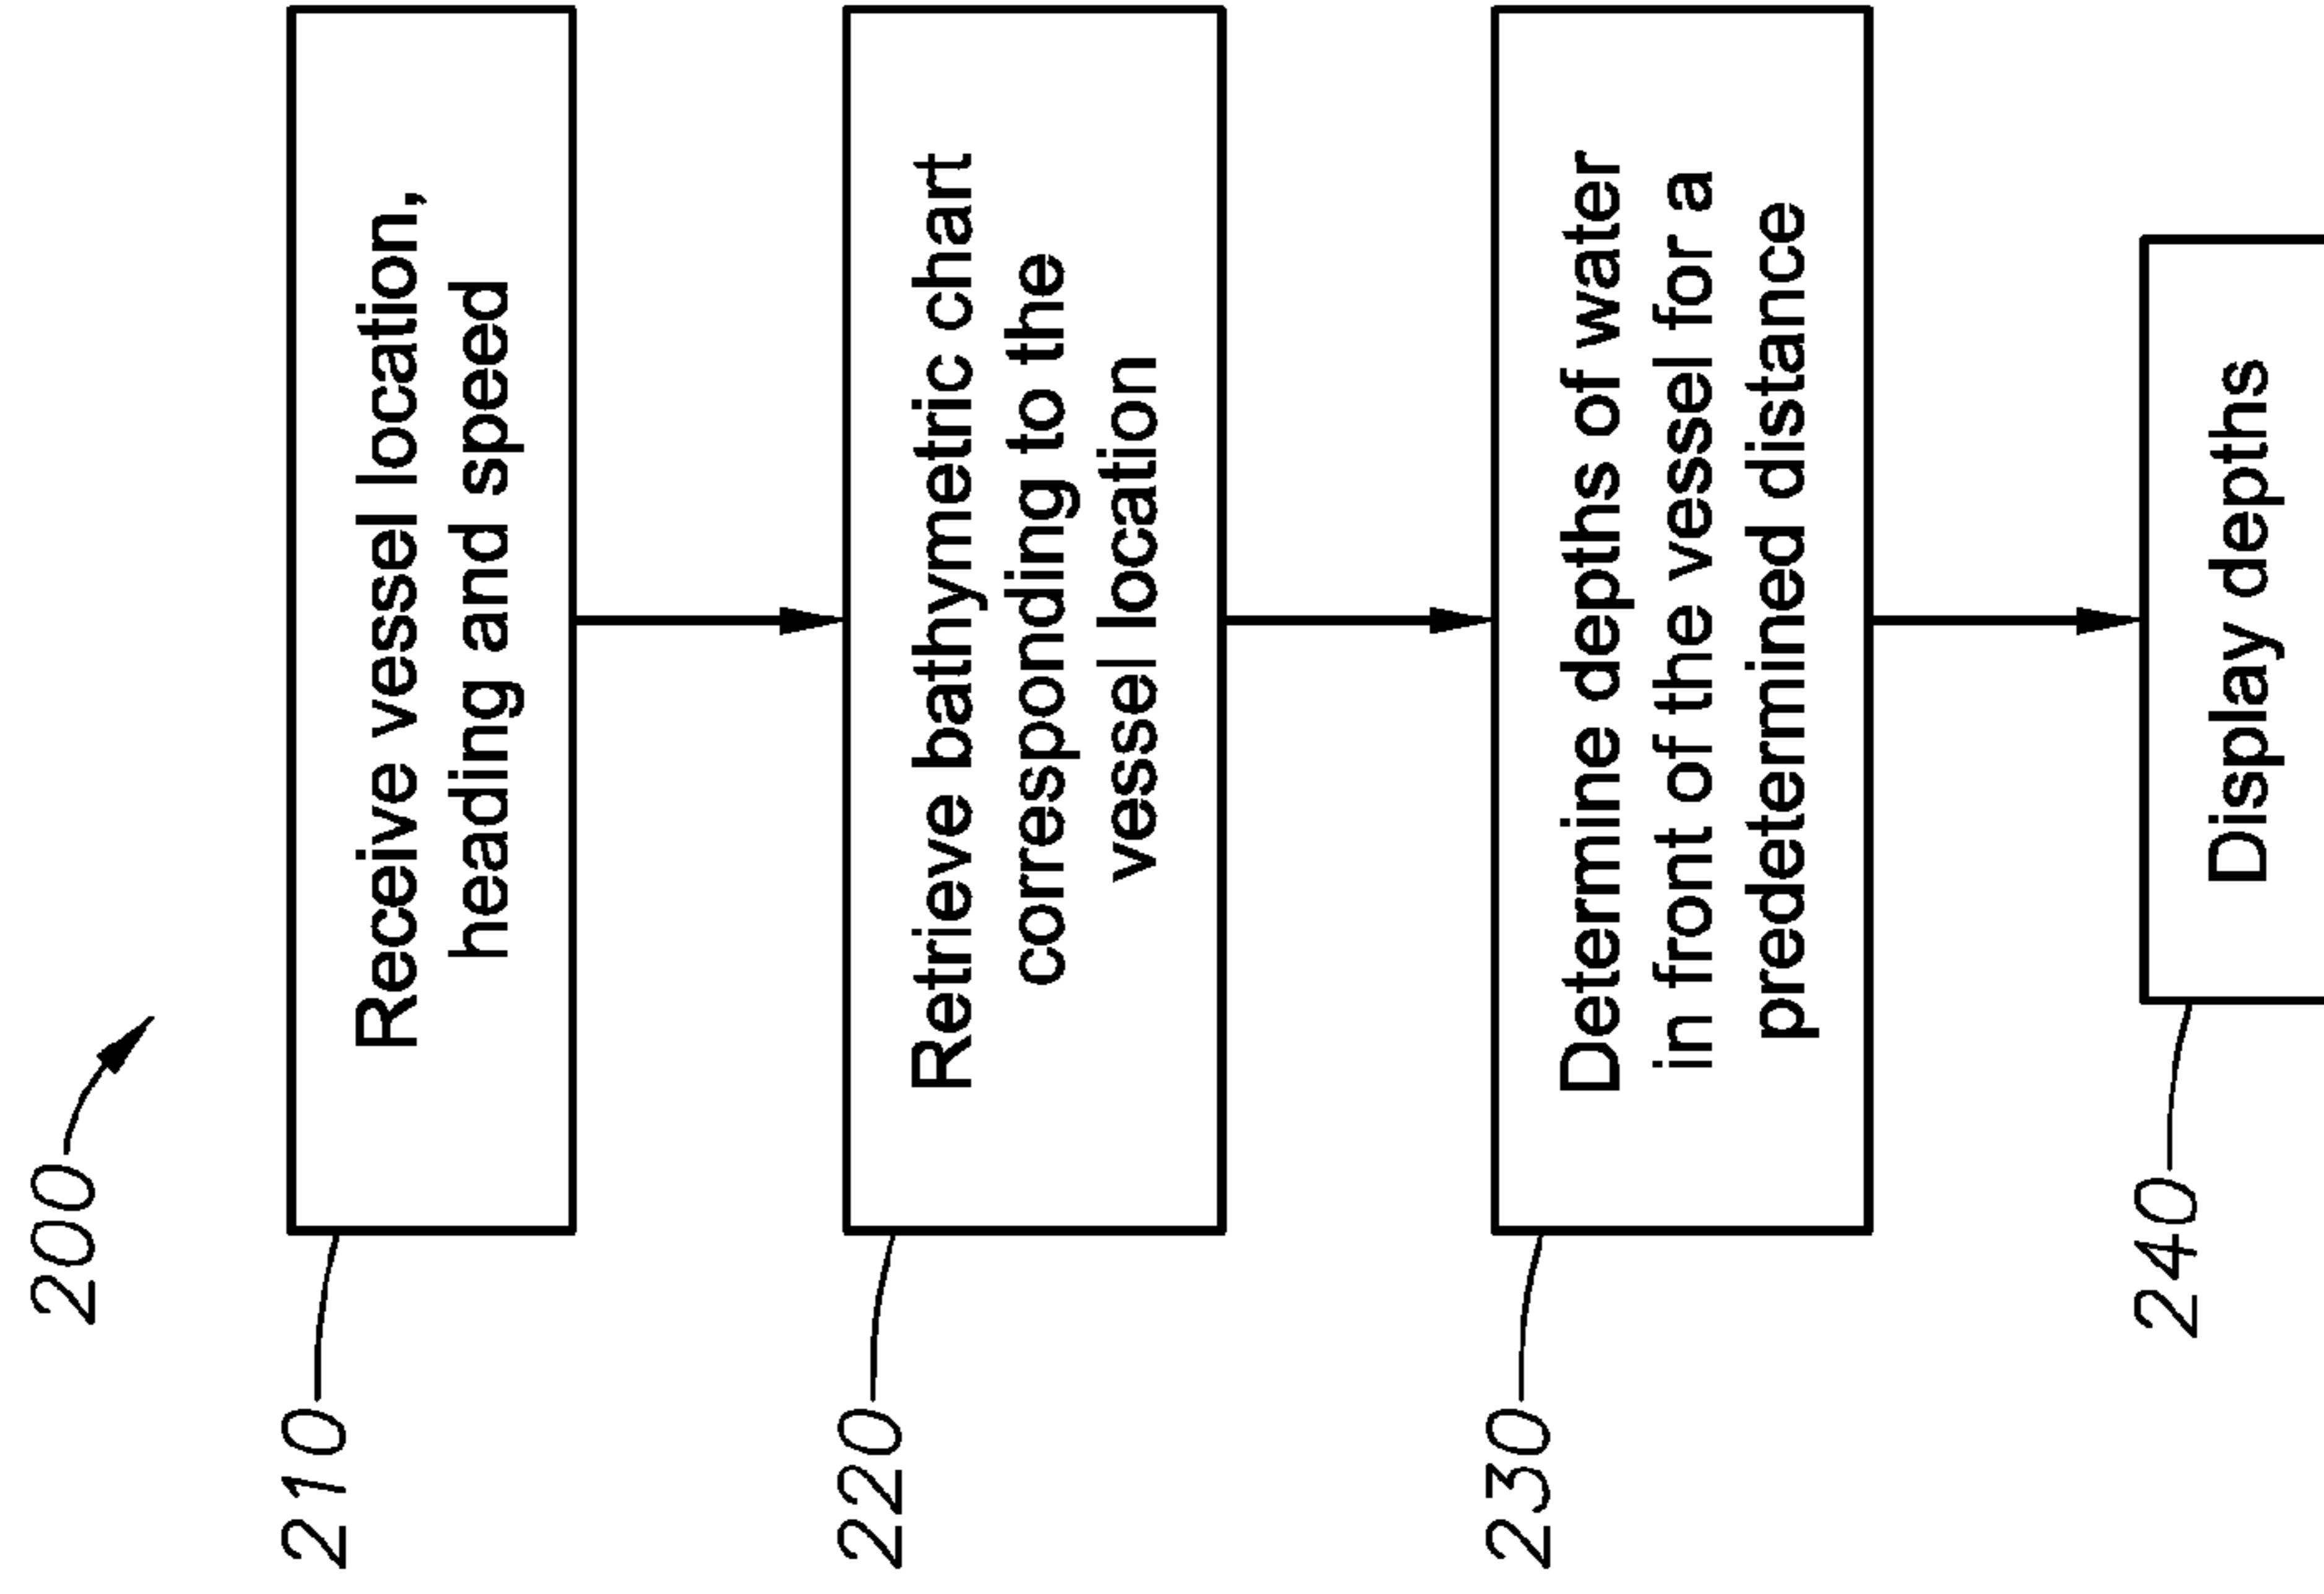 200
210
Receive vessel location,
heading and speed
220
Retrieve bathymetric chart
corresponding to the
vessel location
230
Determine depths of water
in front of the vessel for a
predetermined distance
240
Display depths